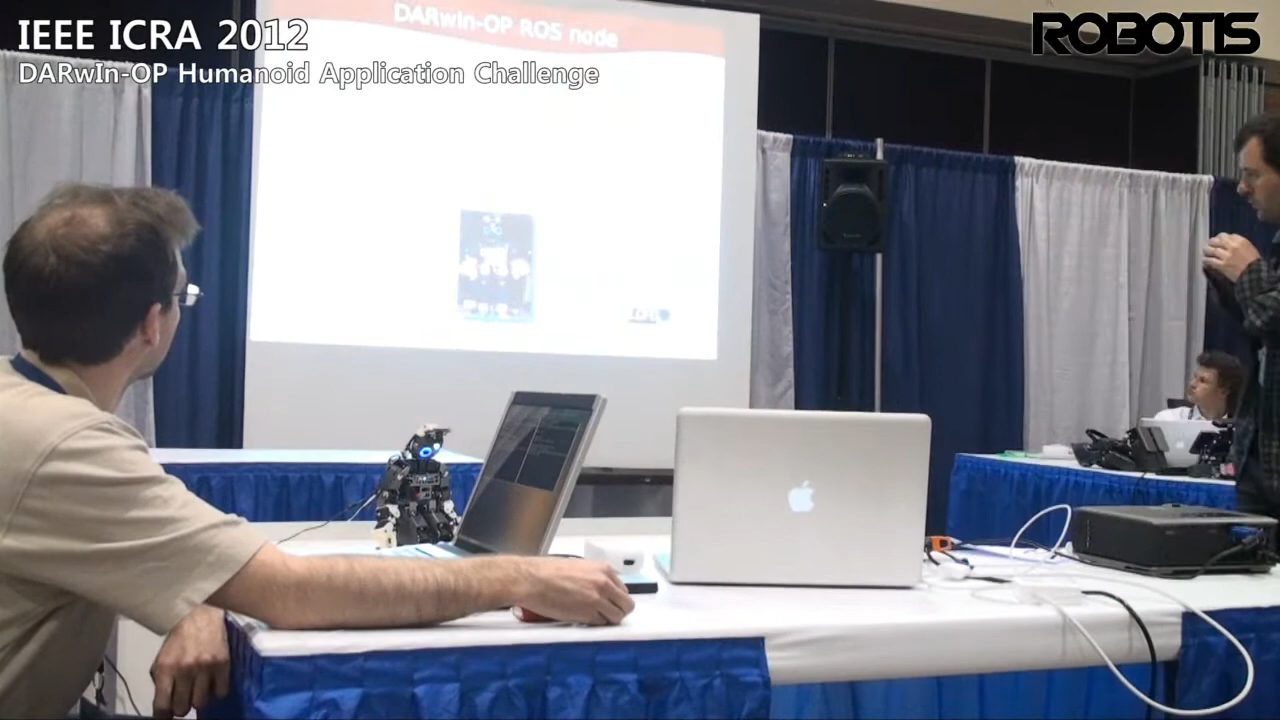 IEEE ICRA 2012
DARwIn-OP Humanoid Application Challenge
ROBOTIS
DARwIn-OP ROS node